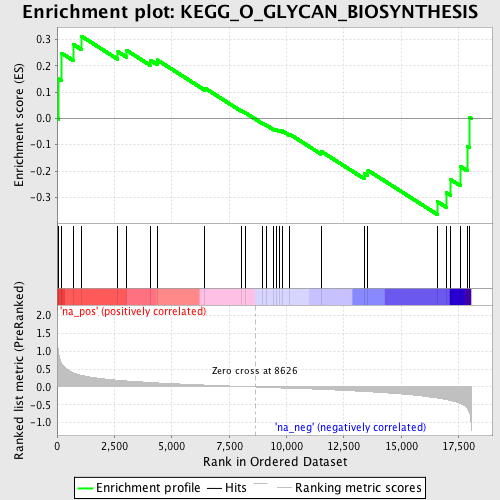 Enrichment plot: KEGG_O_GLYCAN_BIOSYNTHESIS
Enrichment score (ES)
0.3
0.2
0.1
0.0
-0.1
-0.2
-0.3
'na_pos' (positively correlated)
Ranked list metric (PreRanked)
2.0
1.5
1.0
0.5
0.0
-0.5
-1.0
Zero cross at 8626
'na_neg' (negatively correlated)
0 2,500 5,000 7,500 10,000 12,500 15,000 17,500
Rank in Ordered Dataset
Enrichment profile Hits Ranking metric scores